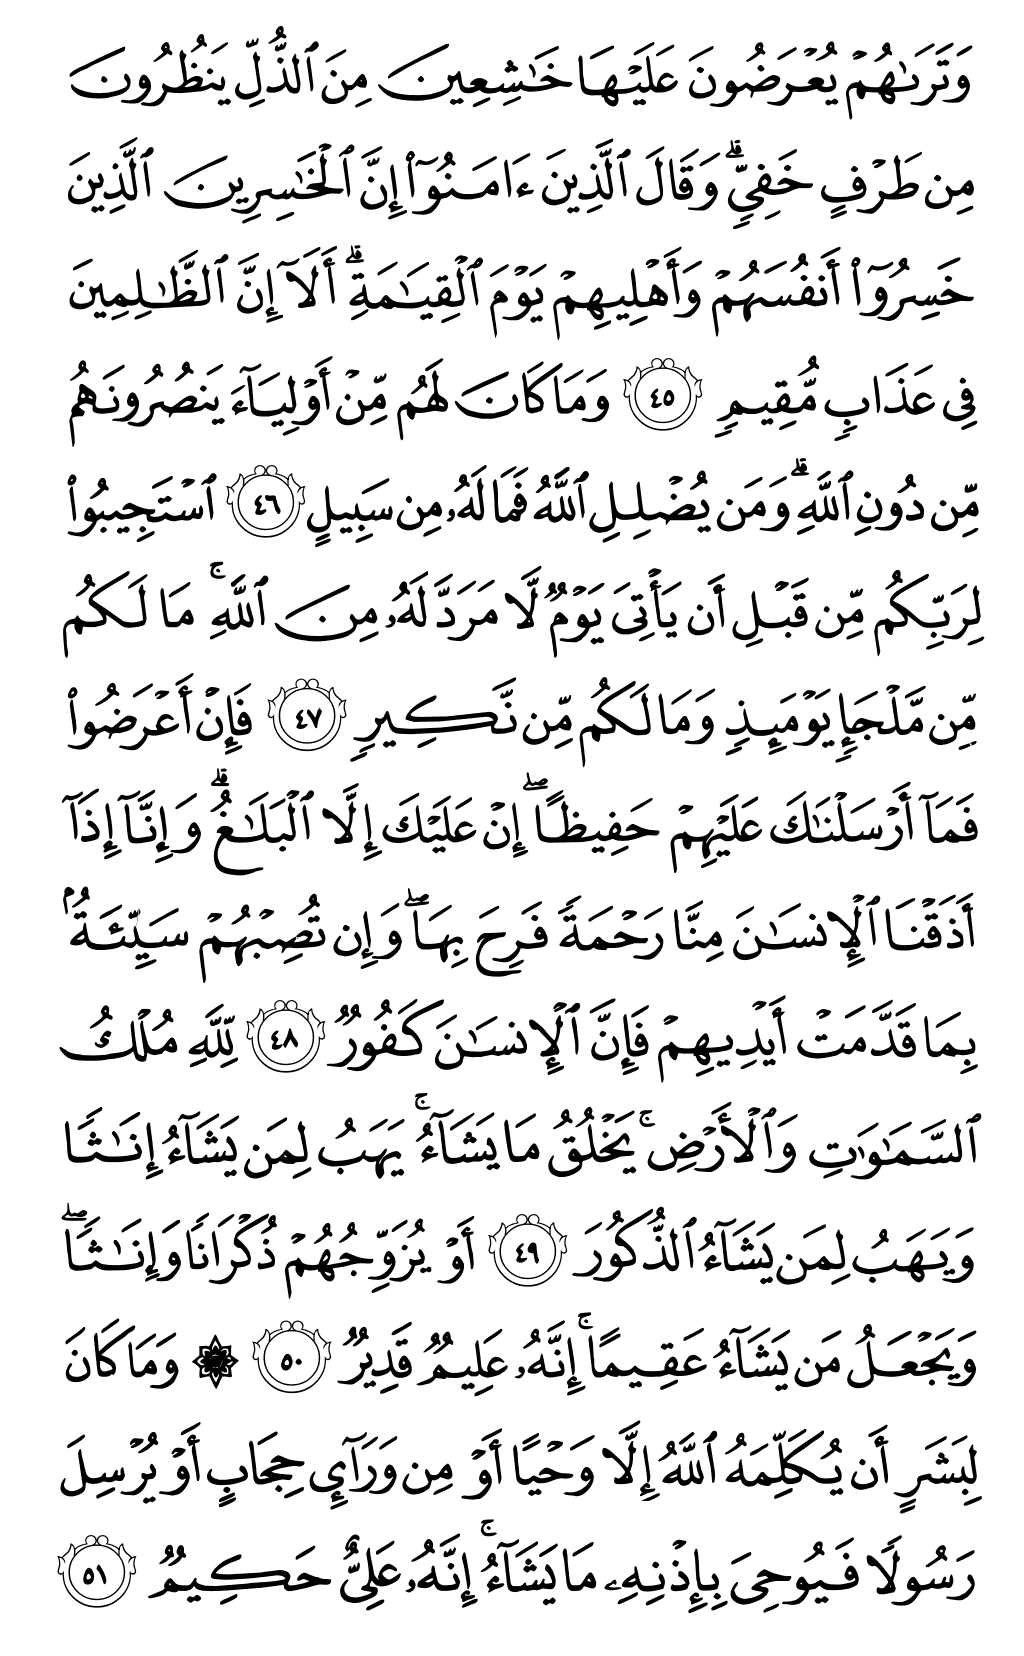 وَتَرَىٰهُمْ يُعْرَضُونَ عَلَيْهَا خَٰشِعِينَ مِنَ ٱلذُّلِّ يَنظُرُونَ
مِن طَرْفٍ خَفِيٍّۗ وَقَالَ ٱلَّذِينَ ءَامَنُوٓا۟ إِنَّ ٱلْخَٰسِرِينَ ٱلَّذِينَ
خَسِرُوٓا۟ أَنفُسَهُمْ وَأَهْلِيهِمْ يَوْمَ ٱلْقِيَٰمَةِۗ أَلَآ إِنَّ ٱلظَّٰلِمِينَ
فِى عَذَابٍ مُّقِيمٍ ٤٥ وَمَا كَانَ لَهُم مِّنْ أَوْلِيَآءَ يَنصُرُونَهُم
مِّن دُونِ ٱللَّهِۗ وَمَن يُضْلِلِ ٱللَّهُ فَمَا لَهُۥ مِن سَبِيلٍ ٤٦ ٱسْتَجِيبُوا۟
لِرَبِّكُم مِّن قَبْلِ أَن يَأْتِىَ يَوْمٌ لَّا مَرَدَّ لَهُۥ مِنَ ٱللَّهِۚ مَا لَكُم
مِّن مَّلْجَإٍ يَوْمَئِذٍ وَمَا لَكُم مِّن نَّكِيرٍ ٤٧ فَإِنْ أَعْرَضُوا۟
فَمَآ أَرْسَلْنَٰكَ عَلَيْهِمْ حَفِيظًاۖ إِنْ عَلَيْكَ إِلَّا ٱلْبَلَٰغُۗ وَإِنَّآ إِذَآ
أَذَقْنَا ٱلْإِنسَٰنَ مِنَّا رَحْمَةً فَرِحَ بِهَاۖ وَإِن تُصِبْهُمْ سَيِّئَةٌۢ
بِمَا قَدَّمَتْ أَيْدِيهِمْ فَإِنَّ ٱلْإِنسَٰنَ كَفُورٌ ٤٨ لِّلَّهِ مُلْكُ
ٱلسَّمَٰوَٰتِ وَٱلْأَرْضِۚ يَخْلُقُ مَا يَشَآءُۚ يَهَبُ لِمَن يَشَآءُ إِنَٰثًا
وَيَهَبُ لِمَن يَشَآءُ ٱلذُّكُورَ ٤٩ أَوْ يُزَوِّجُهُمْ ذُكْرَانًا وَإِنَٰثًاۖ
وَيَجْعَلُ مَن يَشَآءُ عَقِيمًاۚ إِنَّهُۥ عَلِيمٌ قَدِيرٌ ٥٠ ۞ وَمَا كَانَ
لِبَشَرٍ أَن يُكَلِّمَهُ ٱللَّهُ إِلَّا وَحْيًا أَوْ مِن وَرَآئِ حِجَابٍ أَوْ يُرْسِلَ
رَسُولًا فَيُوحِىَ بِإِذْنِهِۦ مَا يَشَآءُۚ إِنَّهُۥ عَلِىٌّ حَكِيمٌ ٥١